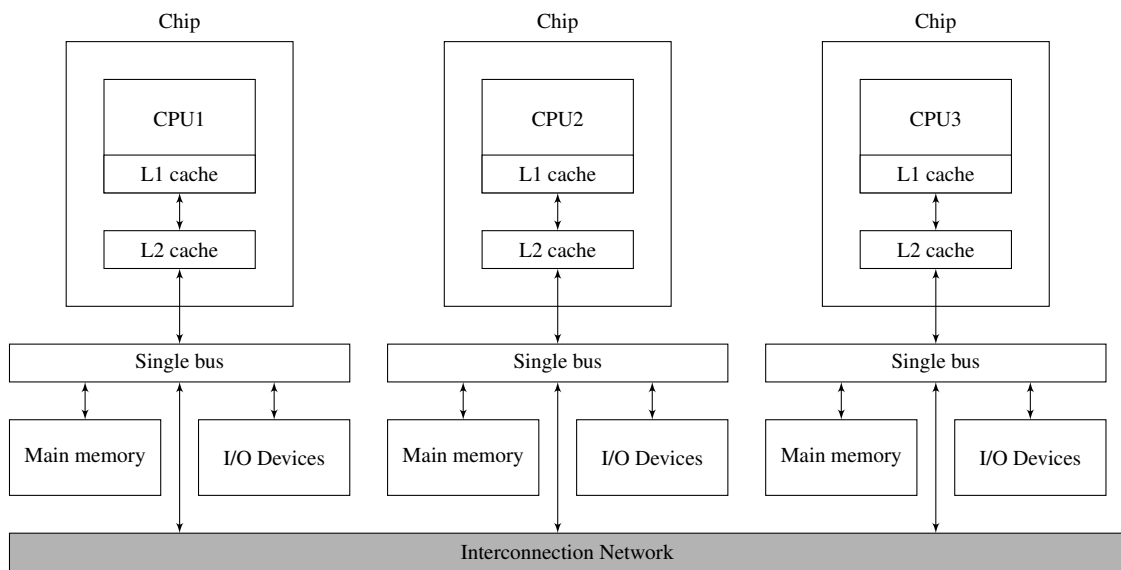 Chip
Chip
Chip
CPU1
CPU2
CPU3
L1 cache
L1 cache
L1 cache
L2 cache
L2 cache
L2 cache
Single bus
Single bus
Single bus
Main memory
I/O Devices
Main memory
I/O Devices
Main memory
I/O Devices
Interconnection Network